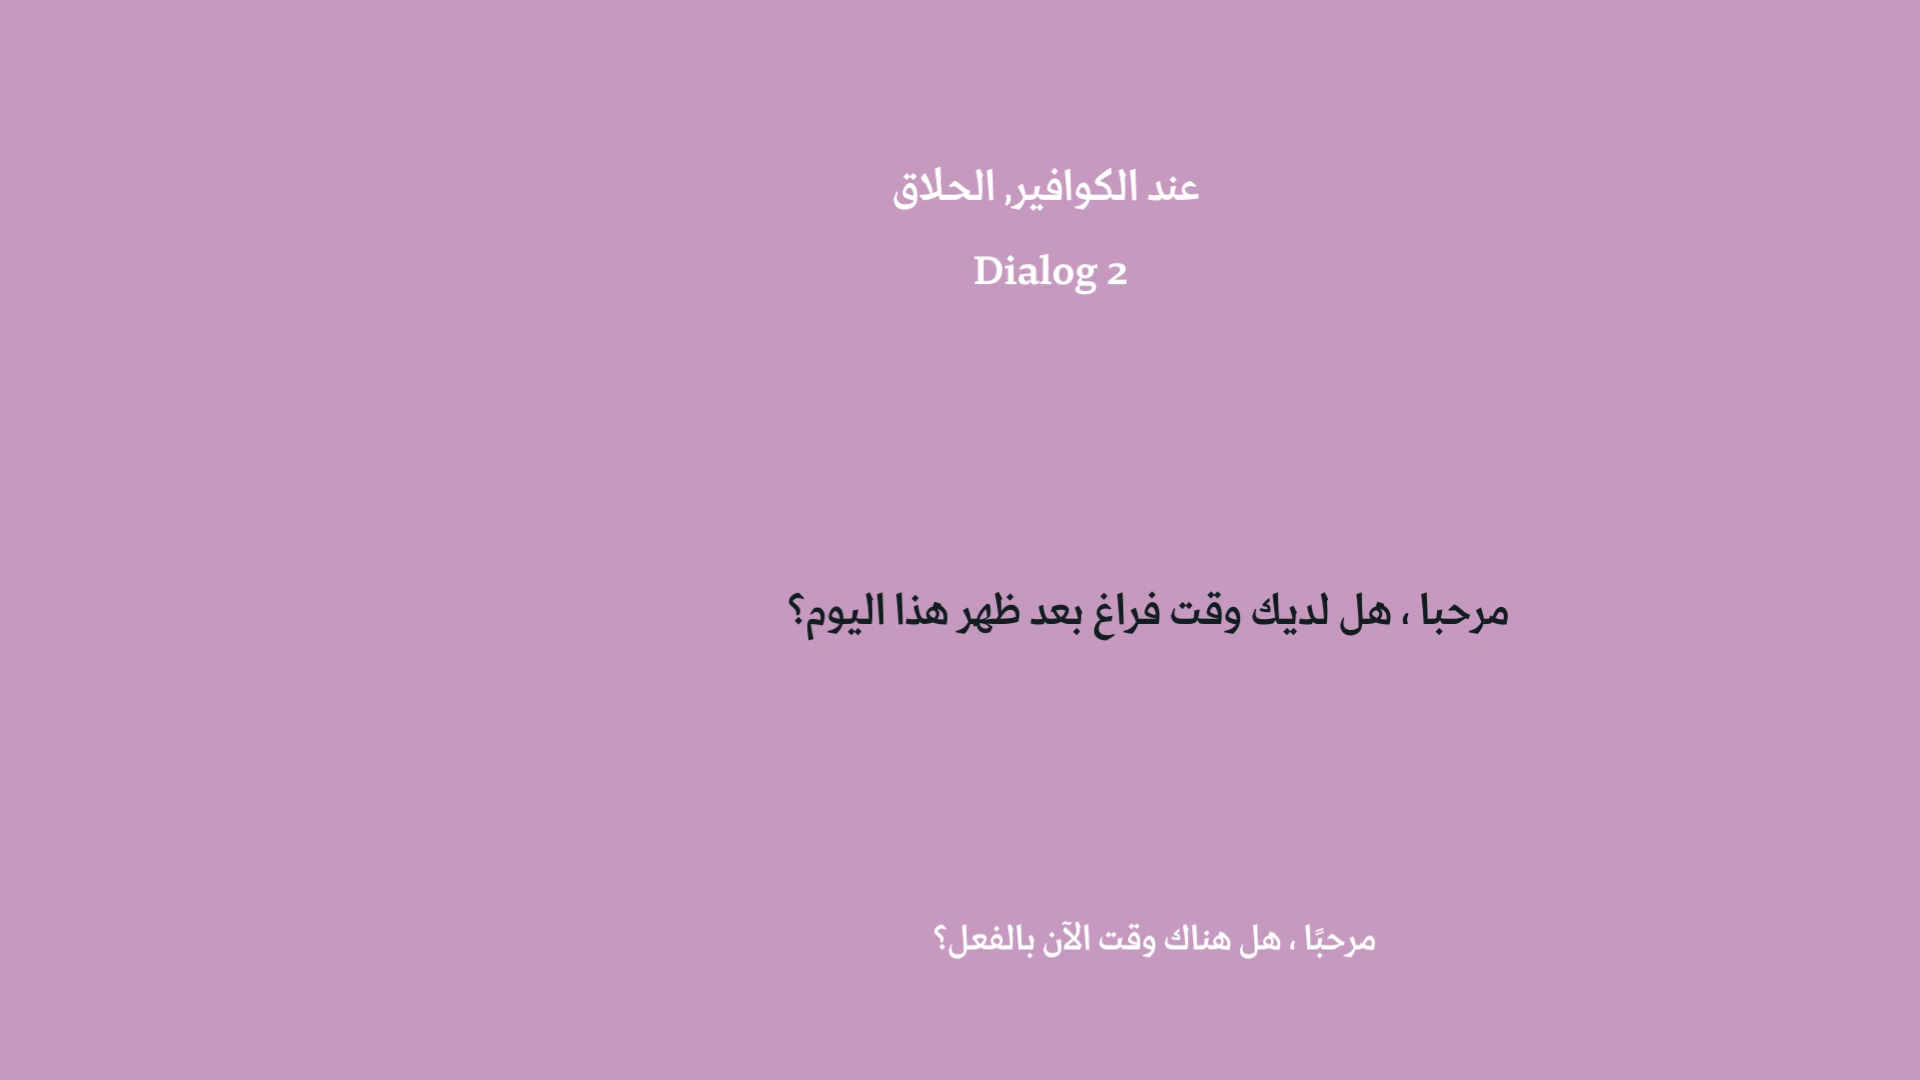 عند الكوافير, الحلاق
Dialog 2
مرحبا ، هل لديك وقت فراغ بعد ظهر هذا اليوم؟
مرحبًا ، هل هناك وقت الآن بالفعل؟